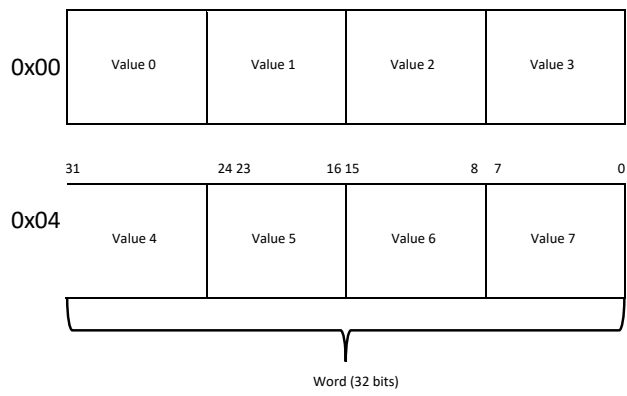 0x00
Value 0 Value 1 Value 2 Value 3
31 24 23 16 15 8 7 0
0x04
Value 4 Value 5 Value 6 Value 7
Word (32 bits)